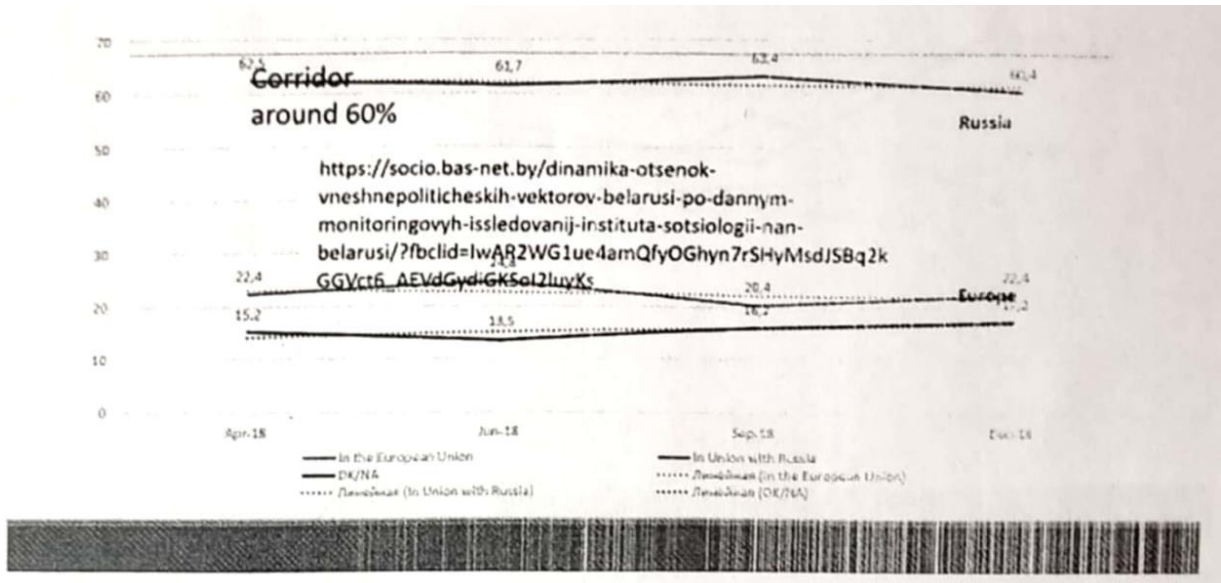 70
62,5
61,7
63,4
60,4
Corridor
60
around 60%
Russia
50
https://socio.bas-net.by/dinamika-otsenok-
vneshnepoliticheskih-vektorov-belarusi-po-dannym-
40
monitoringovyh-issledovanij-instituta-sotsiologii-nan-
30
belarusi/?fbclid=IwAR2WG1ue4amQfyOGhyn7rSHyMsdJSBq2k
22,4
20,4
22,4
Europe
20
15,2
13,5
16,2
10
0
Apr-18
Jun-18
Sep-18
Dec-18
In the European Union
In Union with Russia
DK/NA
Линейная (In the European Union)
Линейная (In Union with Russia)
Линейная (DK/NA)